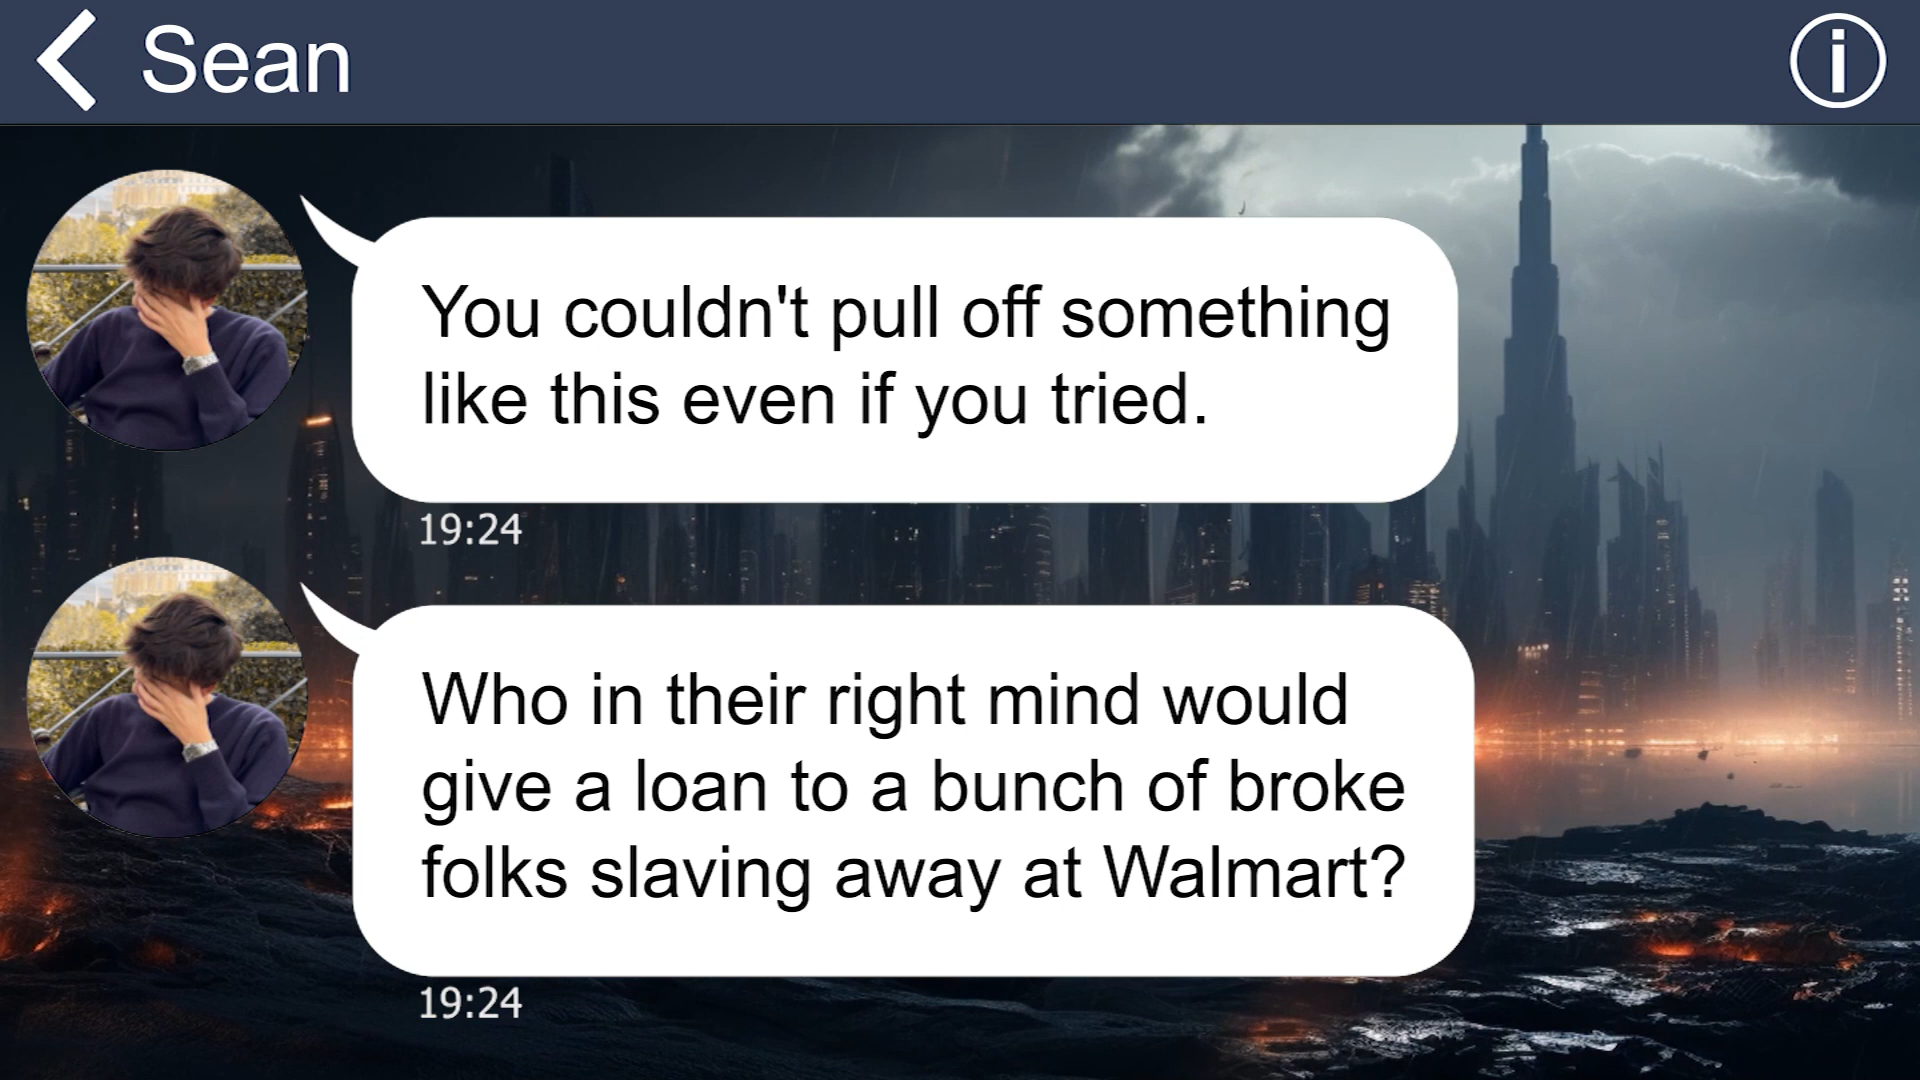 Sean
You couldn't pull off something
like this even if you tried.
19:24
Who in their right mind would
give a loan to a bunch of broke
folks slaving away at Walmart?
19:24